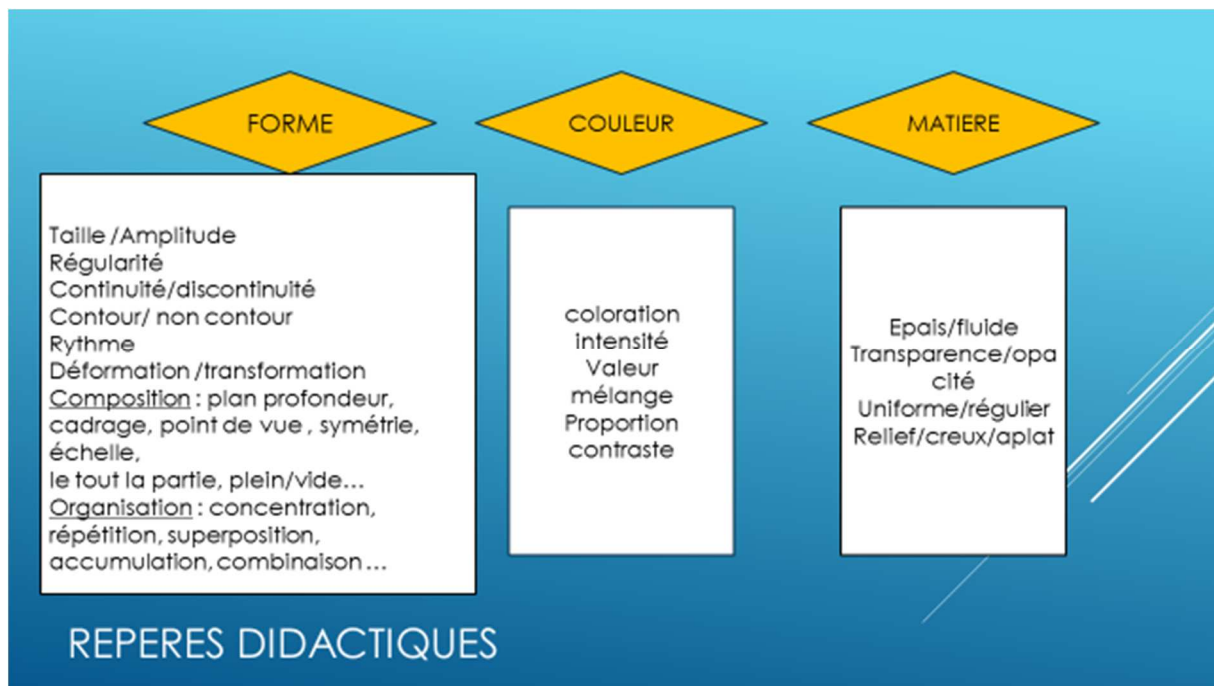 FORME
Taille /Amplitude
Régularité
Continuité/discontinuité
Contour/ non contour
Rythme
Déformation /transformation
Composition : plan profondeur,
cadrage, point de vue , symétrie,
échelle,
le tout la partie, plein/vide…
Organisation : concentration,
répétition, superposition,
accumulation, combinaison …
COULEUR
coloration
intensité
Valeur
mélange
Proportion
contraste
MATIERE
Epais/fluide
Transparence/opa
cité
Uniforme/régulier
Relief/creux/aplat
REPERES DIDACTIQUES